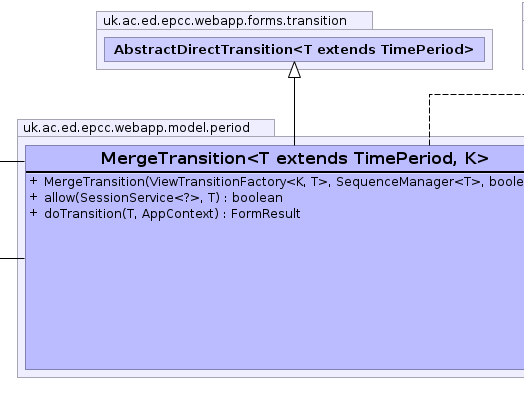 uk.ac.ed.epcc.webapp.forms.transition
AbstractDirectTransition<T extends TimePeriod>
uk.ac.ed.epcc.webapp.model.period
MergeTransition<T extends TimePeriod, K>
+ MergeTransition(ViewTransitionFactory<K, T>, SequenceManager<T>, boole
+ allow(SessionService<?>, T) : boolean
+ doTransition(T, AppContext) : FormResult